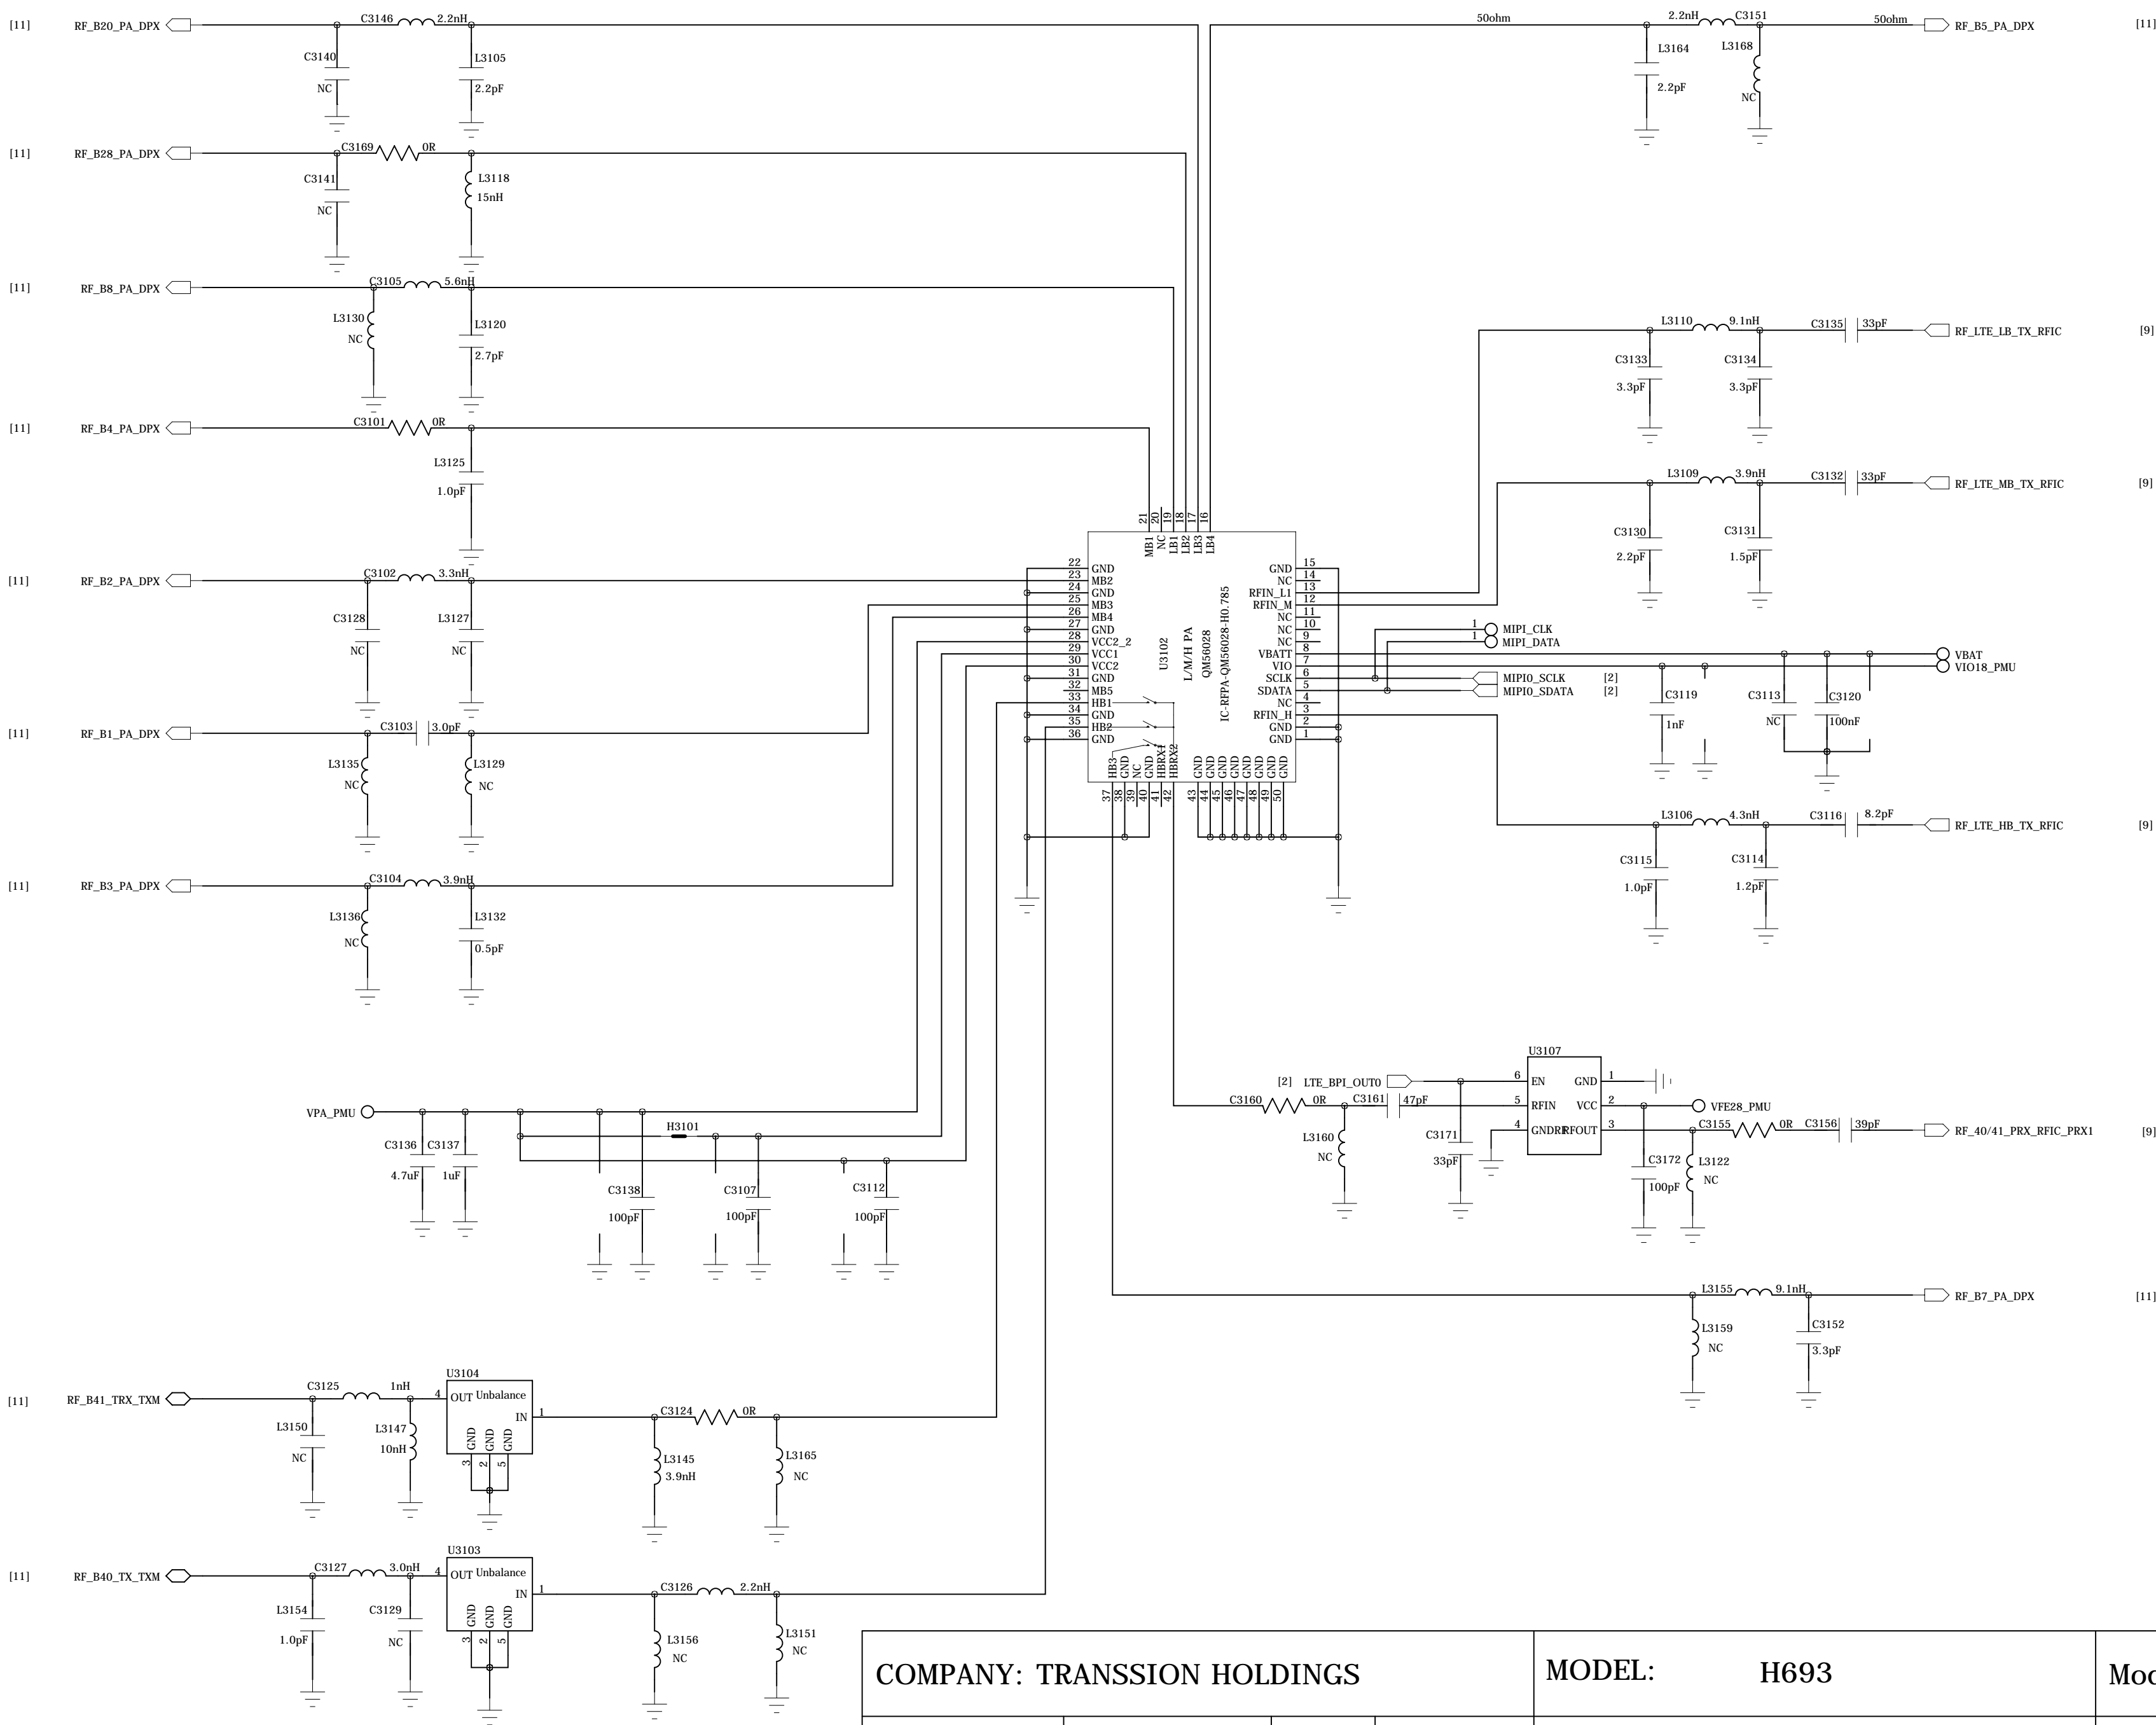 [11] RF_B20_PA_DPX C3146 2.2nH
C3140 NC L3105 2.2pF
50ohm 2.2nH C3151 50ohm RF_B5_PA_DPX [11]
L3164 2.2pF L3168 NC
[11] RF_B28_PA_DPX C3169 0R
C3141 NC L3118 15nH
[11] RF_B8_PA_DPX C3105 5.6nH
L3130 NC L3120 2.7pF
L3110 9.1nH C3135 33pF RF_LTE_LB_TX_RFIC [9]
C3133 3.3pF C3134 3.3pF
[11] RF_B4_PA_DPX C3101 0R
L3125 1.0pF
L3109 3.9nH C3132 33pF RF_LTE_MB_TX_RFIC [9]
C3130 2.2pF C3131 1.5pF
[11] RF_B2_PA_DPX C3102 3.3nH
C3128 NC L3127 NC
[11] RF_B1_PA_DPX C3103 3.0pF
L3135 NC L3129 NC
[11] RF_B3_PA_DPX C3104 3.9nH
L3136 NC L3132 0.5pF
21 20 19 18 17 16
MB1 NC LB1 LB2 LB3 LB4
22 GND
23 MB2
24 GND
25 MB3
26 MB4
27 GND
28 VCC2_2
29 VCC1
30 VCC2
31 GND
32 MB5
33 HB1
34 GND
35 HB2
36 GND
U3102
L/M/H PA
QM56028
IC-RFPA-QM56028-H0.785
GND 15
NC 14
RFIN_L1 13
RFIN_M 12
NC 11
NC 10
NC 9
VBATT 8
VIO 7
SCLK 6
SDATA 5
NC 4
RFIN_H 3
GND 2
GND 1
HB3 GND NC GND HBRX1 HBRX2 GND GND GND GND GND GND GND GND
37 38 39 40 41 42 43 44 45 46 47 48 49 50
1 MIPI_CLK
1 MIPI_DATA
VBAT
VIO18_PMU
MIPI0_SCLK [2]
MIPI0_SDATA [2]
C3119 1nF C3113 NC C3120 100nF
L3106 4.3nH C3116 8.2pF RF_LTE_HB_TX_RFIC [9]
C3115 1.0pF C3114 1.2pF
VPA_PMU
H3101
C3136 4.7uF C3137 1uF
C3138 100pF C3107 100pF C3112 100pF
U3107
[2] LTE_BPI_OUT0 6 EN GND 1
C3160 0R C3161 47pF 5 RFIN VCC 2 VFE28_PMU
4 GNDRF RFOUT 3 C3155 0R C3156 39pF RF_40/41_PRX_RFIC_PRX1 [9]
L3160 NC C3171 33pF C3172 100pF L3122 NC
L3155 9.1nH RF_B7_PA_DPX [11]
L3159 NC C3152 3.3pF
U3104
[11] RF_B41_TRX_TXM C3125 1nH 4 OUT Unbalance
IN 1 C3124 0R
L3150 NC L3147 10nH
GND GND GND
3 2 5
L3145 3.9nH L3165 NC
U3103
[11] RF_B40_TX_TXM C3127 3.0nH 4 OUT Unbalance
IN 1 C3126 2.2nH
L3154 1.0pF C3129 NC
GND GND GND
3 2 5
L3156 NC L3151 NC
COMPANY: TRANSSION HOLDINGS
MODEL: H693